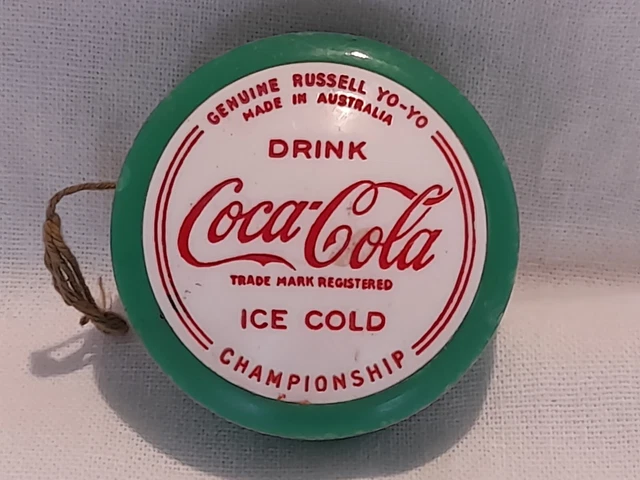 GENUINE RUSSELL YO-YO
MADE IN AUSTRALIA
DRINK
Coca-Cola
TRADE MARK REGISTERED
ICE COLD
CHAMPIONSHIP